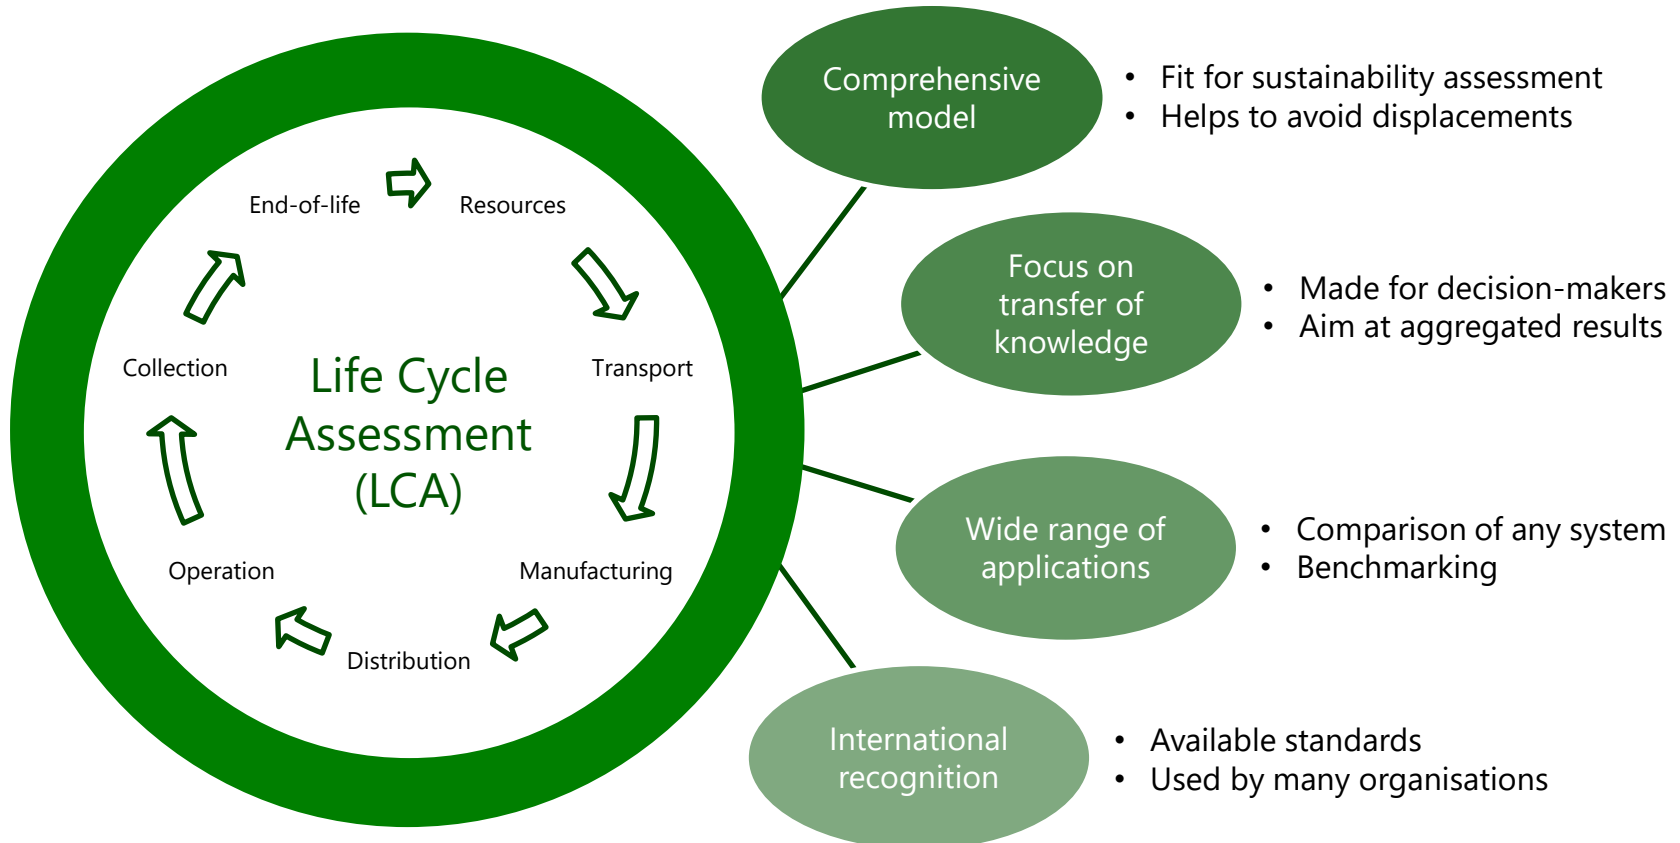 Life Cycle
Assessment
(LCA)
Resources
Transport
Manufacturing
Distribution
Operation
Collection
End-of-life
Comprehensive
model
• Fit for sustainability assessment
• Helps to avoid displacements
Focus on
transfer of
knowledge
• Made for decision-makers
• Aim at aggregated results
Wide range of
applications
• Comparison of any system
• Benchmarking
International
recognition
• Available standards
• Used by many organisations